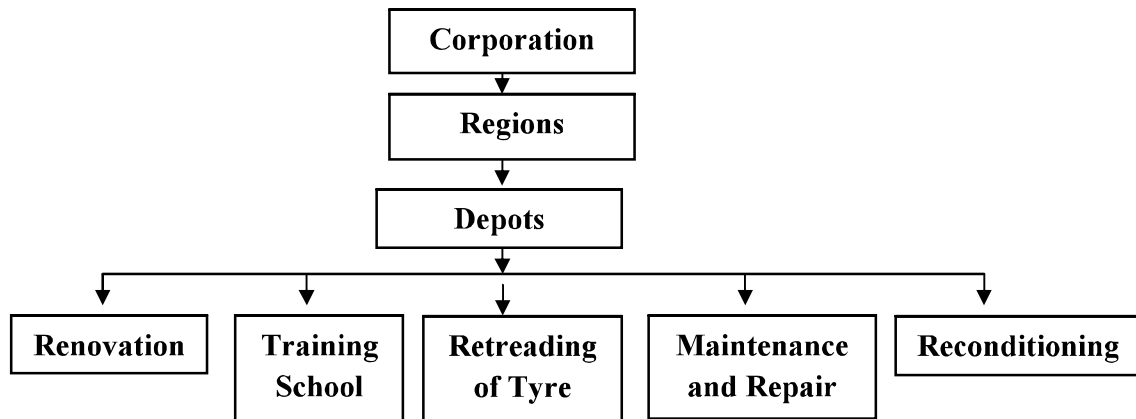 Corporation
Regions
Depots
Renovation
Training
School
Retreading
of Tyre
Maintenance
and Repair
Reconditioning